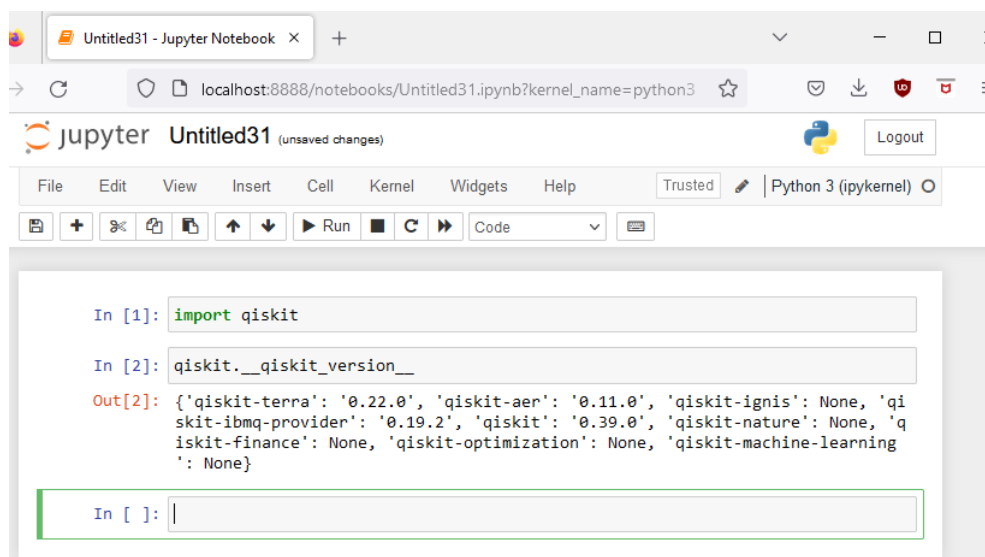 Untitled31 - Jupyter Notebook
localhost:8888/notebooks/Untitled31.ipynb?kernel_name=python3
jupyter Untitled31 (unsaved changes) Logout
File Edit View Insert Cell Kernel Widgets Help Trusted Python 3 (ipykernel)
Run Code
In [1]: import qiskit
In [2]: qiskit.__qiskit_version__
Out[2]: {'qiskit-terra': '0.22.0', 'qiskit-aer': '0.11.0', 'qiskit-ignis': None, 'qi
skit-ibmq-provider': '0.19.2', 'qiskit': '0.39.0', 'qiskit-nature': None, 'q
iskit-finance': None, 'qiskit-optimization': None, 'qiskit-machine-learning
': None}
In [ ]: